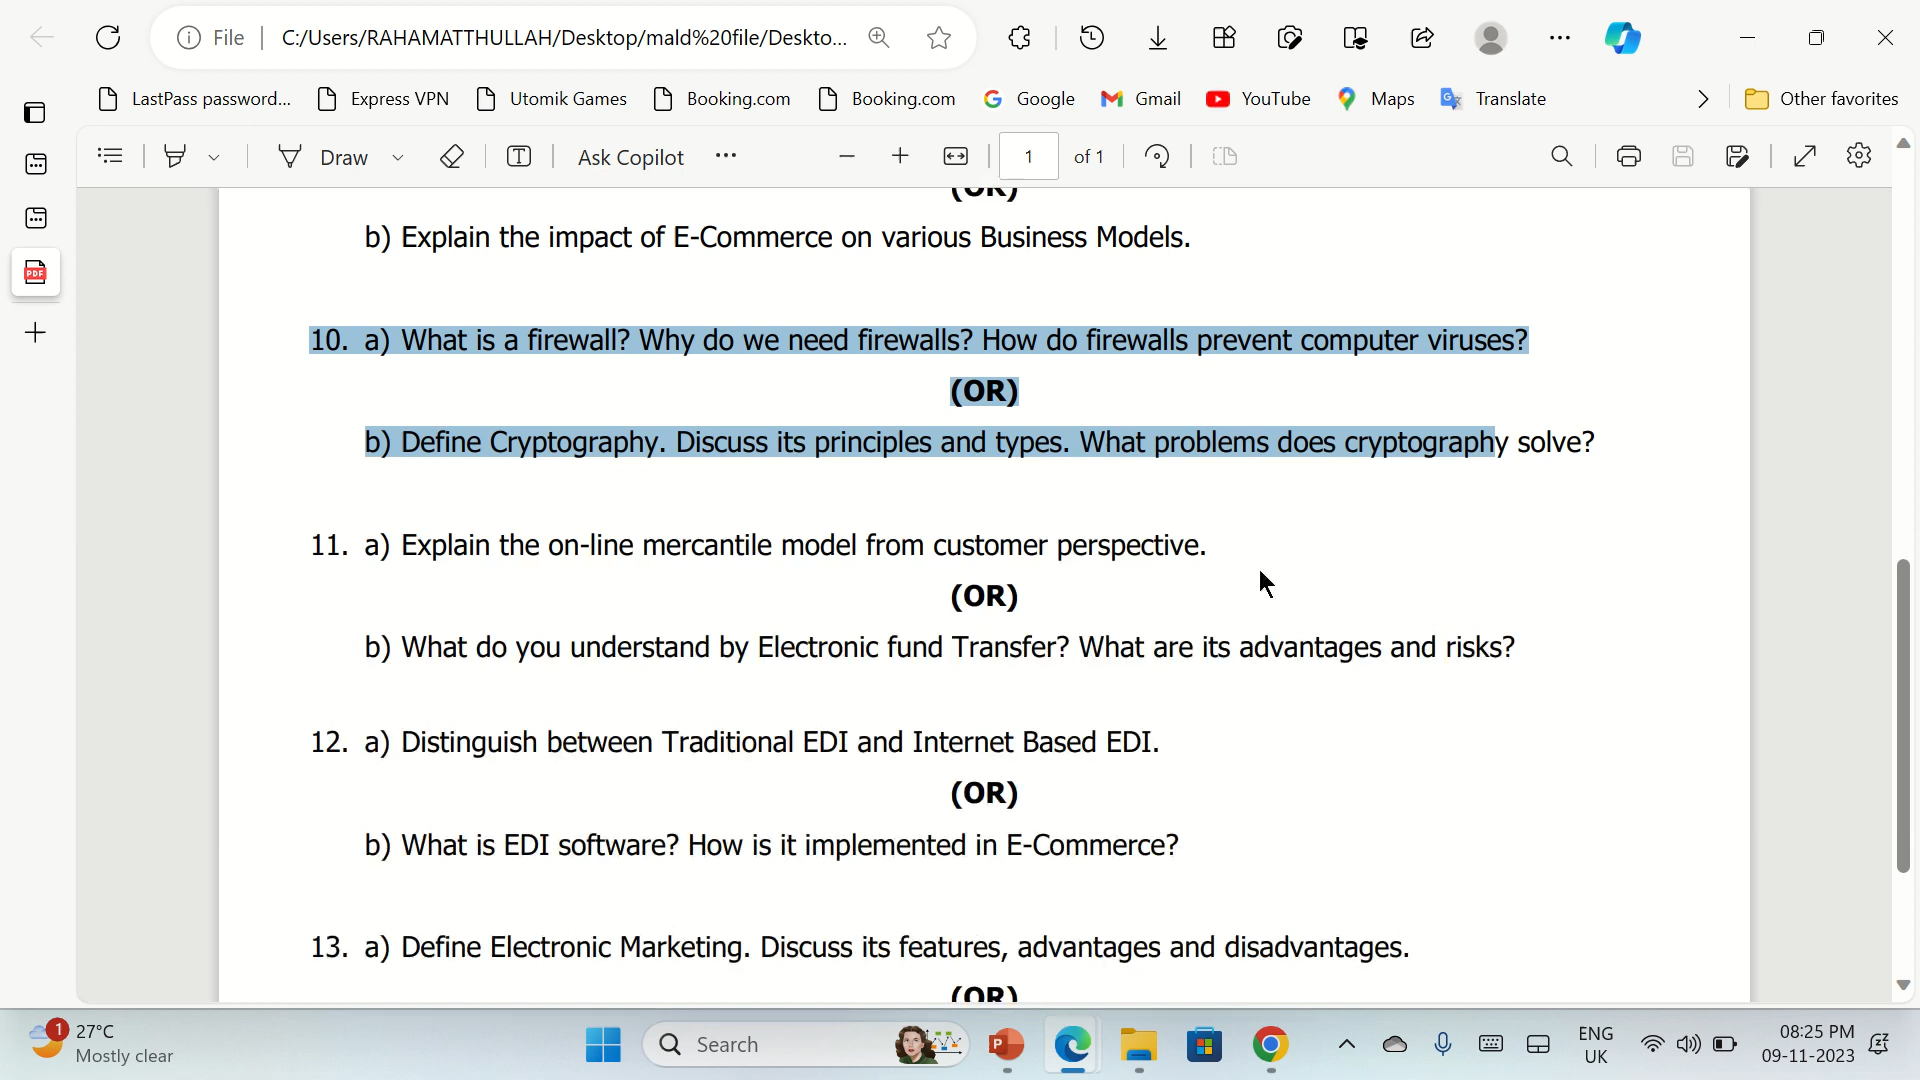 File
C:/Users/RAHAMATTHULLAH/Desktop/mald%20file/Deskto...
LastPass password...
Express VPN
Utomik Games
Booking.com
Booking.com
Google
Gmail
YouTube
Maps
Translate
Other favorites
Draw
Ask Copilot
1
of 1
(OR)
b) Explain the impact of E-Commerce on various Business Models.
10. a) What is a firewall? Why do we need firewalls? How do firewalls prevent computer viruses?
(OR)
b) Define Cryptography. Discuss its principles and types. What problems does cryptography solve?
11. a) Explain the on-line mercantile model from customer perspective.
(OR)
b) What do you understand by Electronic fund Transfer? What are its advantages and risks?
12. a) Distinguish between Traditional EDI and Internet Based EDI.
(OR)
b) What is EDI software? How is it implemented in E-Commerce?
13. a) Define Electronic Marketing. Discuss its features, advantages and disadvantages.
(OR)
PDF
1
27°C
Mostly clear
Search
P
ENG
UK
08:25 PM
09-11-2023